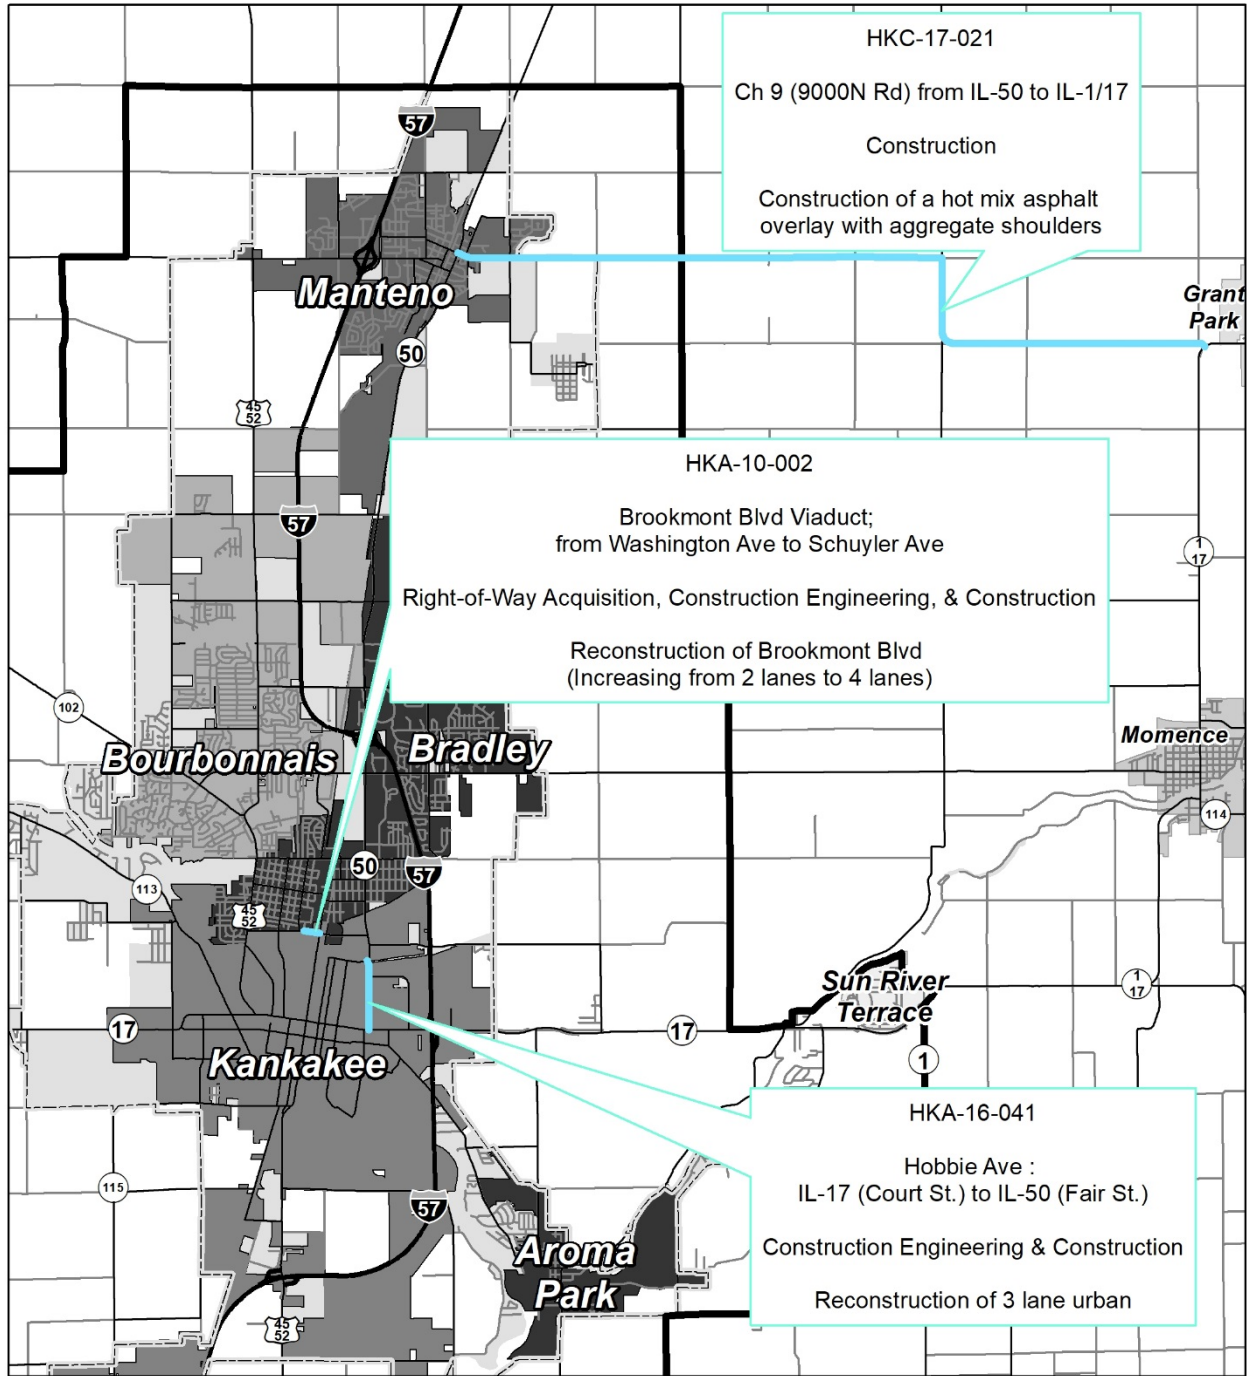 HKC-17-021
Ch 9 (9000N Rd) from IL-50 to IL-1/17
Construction
Construction of a hot mix asphalt
overlay with aggregate shoulders
57
Manteno
Grant
Park
50
45
52
HKA-10-002
Brookmont Blvd Viaduct;
from Washington Ave to Schuyler Ave
Right-of-Way Acquisition, Construction Engineering, & Construction
Reconstruction of Brookmont Blvd
(Increasing from 2 lanes to 4 lanes)
57
1
17
102
Bourbonnais
Bradley
Momence
114
50
57
113
45
52
Sun River
Terrace
1
17
17
17
Kankakee
1
HKA-16-041
Hobbie Ave :
IL-17 (Court St.) to IL-50 (Fair St.)
Construction Engineering & Construction
Reconstruction of 3 lane urban
115
57
Aroma
Park
45
52